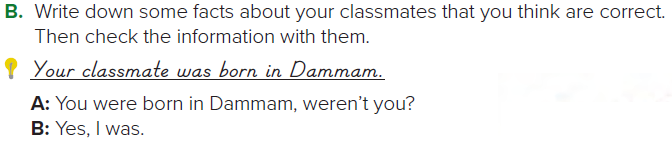 B. Write down some facts about your classmates that you think are correct.
Then check the information with them.
Your classmate was born in Dammam.
A: You were born in Dammam, weren't you?
B: Yes, I was.